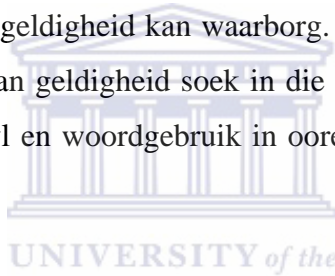 geldigheid kan waarborg.
an geldigheid soek in die
l en woordgebruik in oore
UNIVERSITY of the